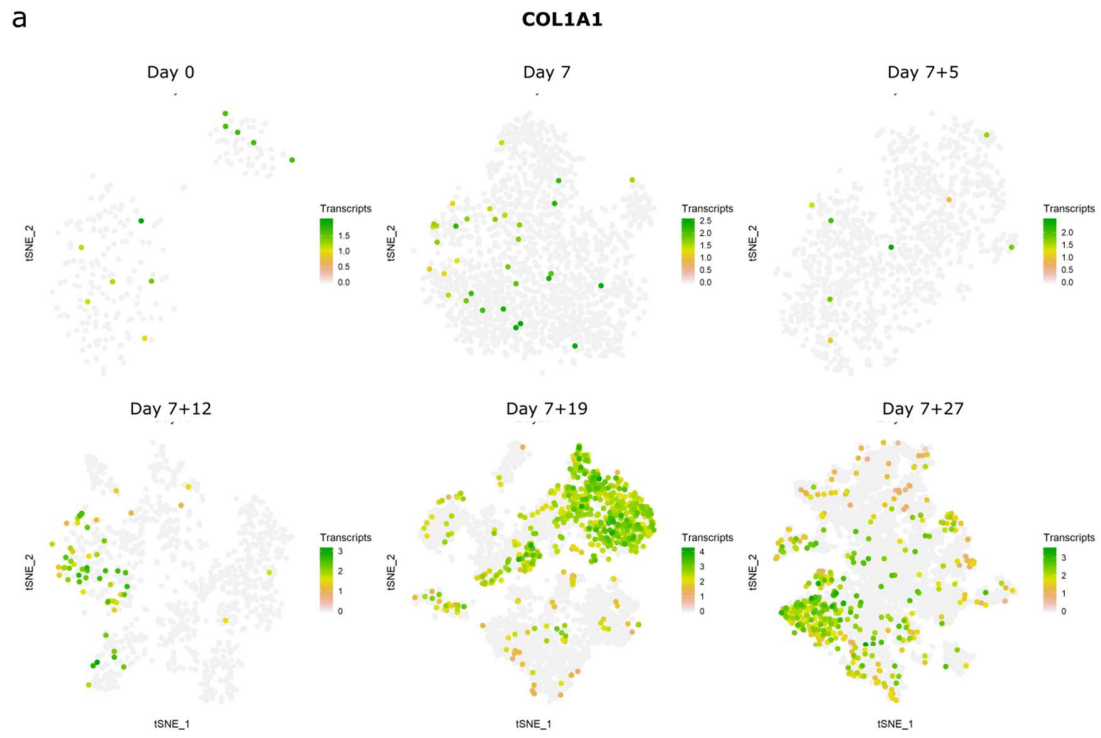 a
COL1A1
Day 0
Day 7
Day 7+5
tSNE_2
Transcripts
1.5
1.0
0.5
0.0
tSNE_2
Transcripts
2.5
2.0
1.5
1.0
0.5
0.0
tSNE_2
Transcripts
2.0
1.5
1.0
0.5
0.0
Day 7+12
Day 7+19
Day 7+27
tSNE_2
Transcripts
3
2
1
0
tSNE_2
Transcripts
4
3
2
1
0
tSNE_2
Transcripts
3
2
1
0
tSNE_1
tSNE_1
tSNE_1